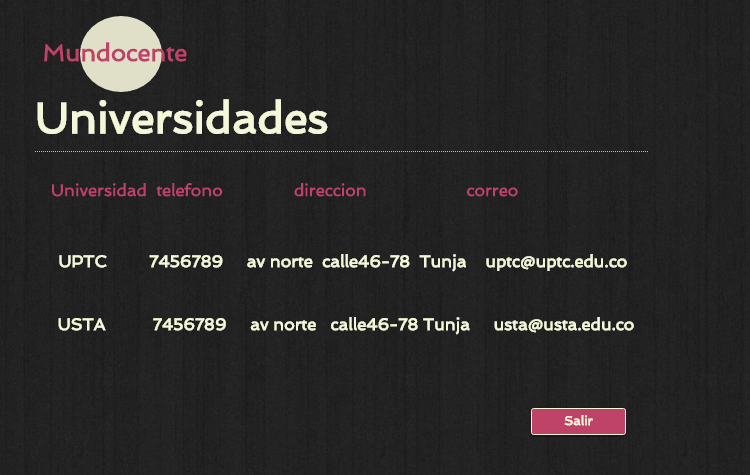 Mundocente
Universidades
Universidad telefono direccion correo
UPTC 7456789 av norte calle46-78 Tunja uptc@uptc.edu.co
USTA 7456789 av norte calle46-78 Tunja usta@usta.edu.co
Salir